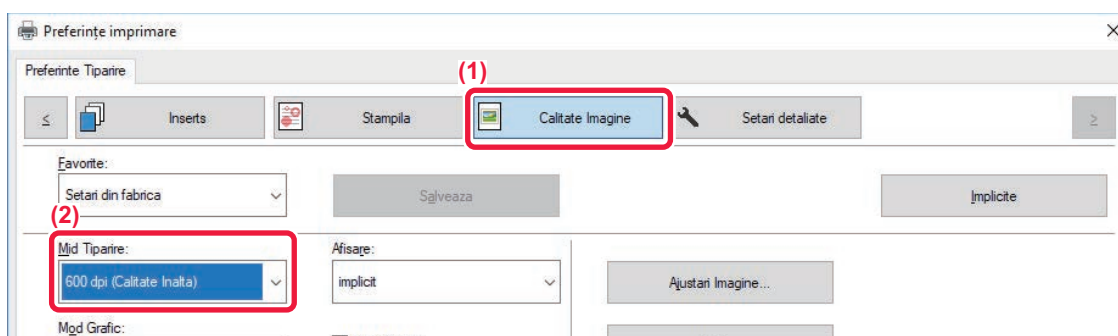 Preferințe imprimare
Preferinte Tiparire
(1)
< Inserts Stampila Calitate Imagine Setari detaliate >
Favorite:
Setari din fabrica Salveaza Implicite
(2)
Mid Tiparire: Afisare:
600 dpi (Calitate Inalta) implicit Ajustari Imagine...
Mod Grafic: